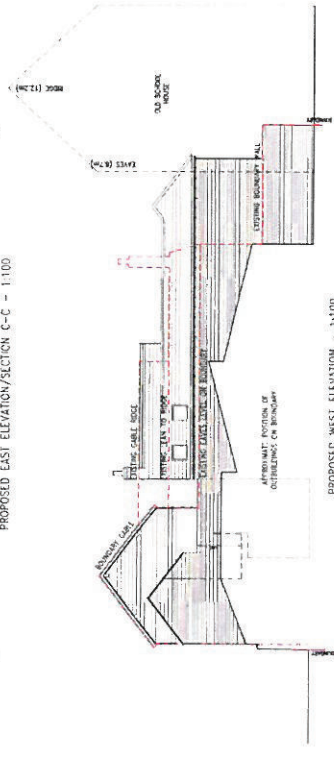 PROPOSED EAST ELEVATION/SECTION C-C - 1:100
RIDGE (12.2m)
EAVES (6.7m)
OLD SCHOOL
HOUSE
EXISTING GABLE RIDGE
EXISTING LEAN TO RIDGE
BOUNDARY GABLE
EXISTING EAVES LEVEL ON BOUNDARY
EXISTING BOUNDARY WALL
APPROXIMATE POSITION OF
OUTBUILDINGS ON BOUNDARY
BOUNDARY
BOUNDARY
PROPOSED WEST ELEVATION - 1:100